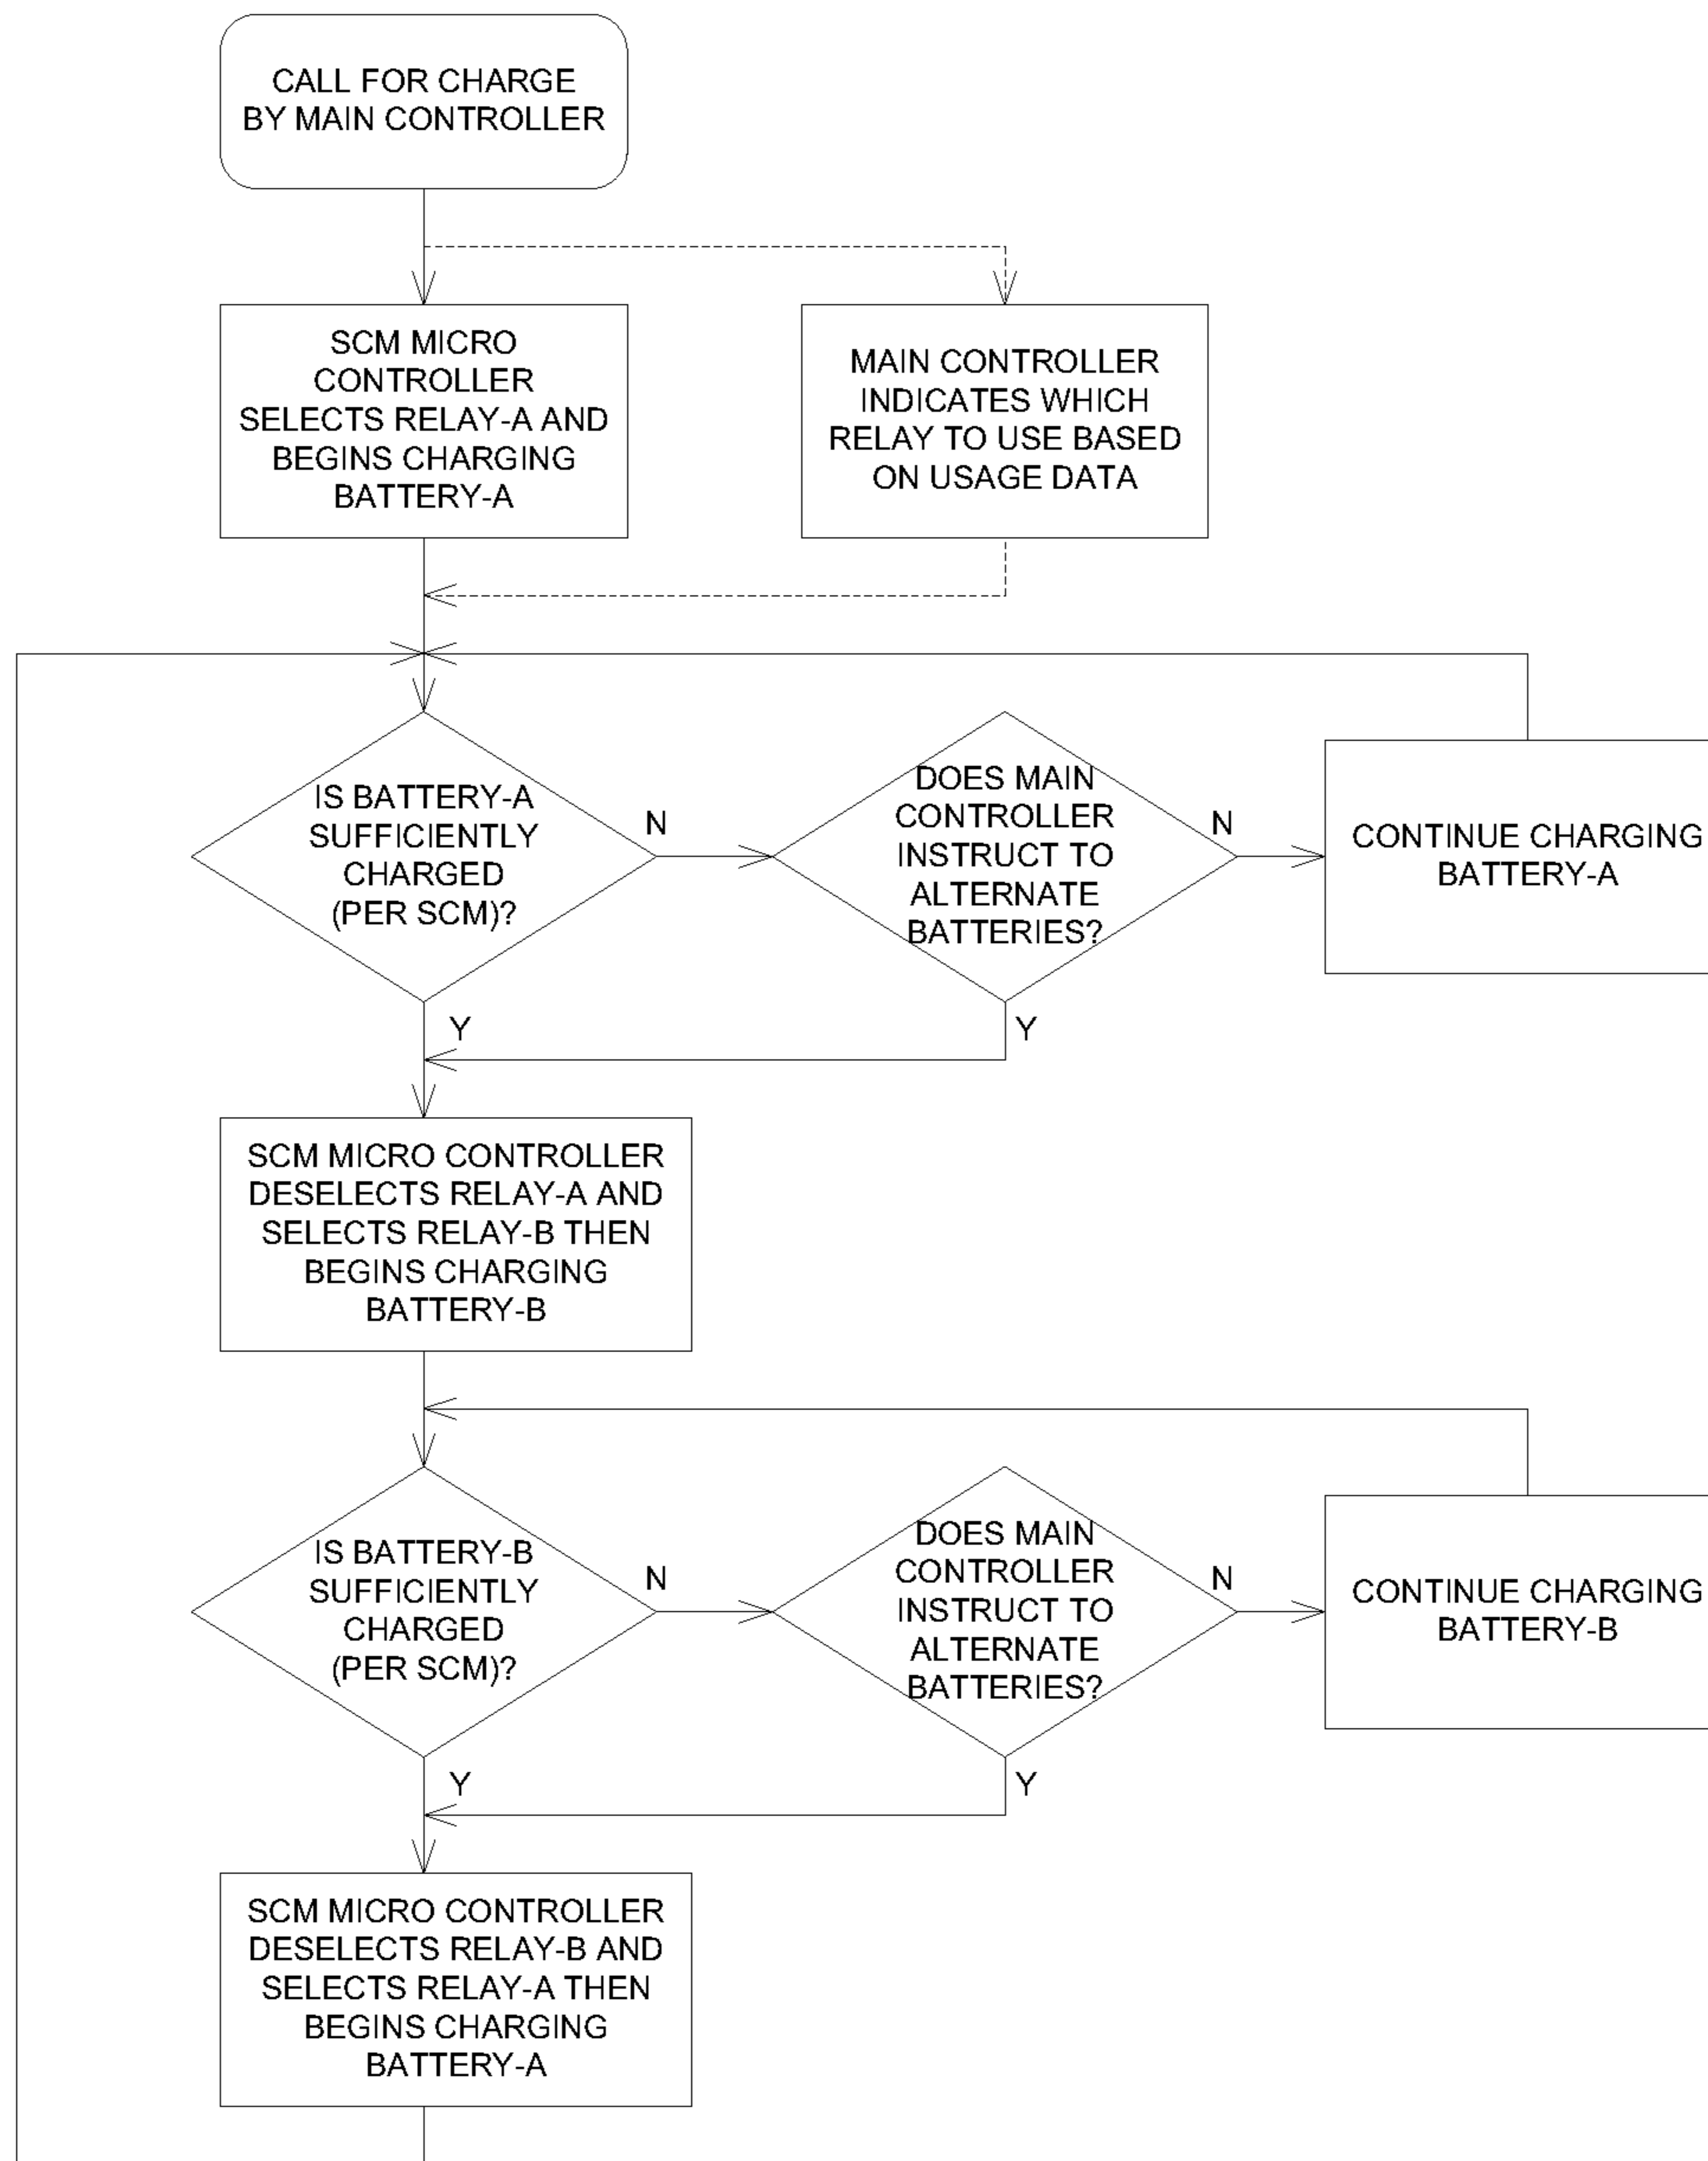 CALL FOR CHARGE
BY MAIN CONTROLLER
SCM MICRO
CONTROLLER
SELECTS RELAY-A AND
BEGINS CHARGING
BATTERY-A
MAIN CONTROLLER
INDICATES WHICH
RELAY TO USE BASED
ON USAGE DATA
IS BATTERY-A
SUFFICIENTLY
CHARGED
(PER SCM)?
N
DOES MAIN
CONTROLLER
INSTRUCT TO
ALTERNATE
BATTERIES?
N
CONTINUE CHARGING
BATTERY-A
Y
Y
SCM MICRO CONTROLLER
DESELECTS RELAY-A AND
SELECTS RELAY-B THEN
BEGINS CHARGING
BATTERY-B
IS BATTERY-B
SUFFICIENTLY
CHARGED
(PER SCM)?
N
DOES MAIN
CONTROLLER
INSTRUCT TO
ALTERNATE
BATTERIES?
N
CONTINUE CHARGING
BATTERY-B
Y
Y
SCM MICRO CONTROLLER
DESELECTS RELAY-B AND
SELECTS RELAY-A THEN
BEGINS CHARGING
BATTERY-A